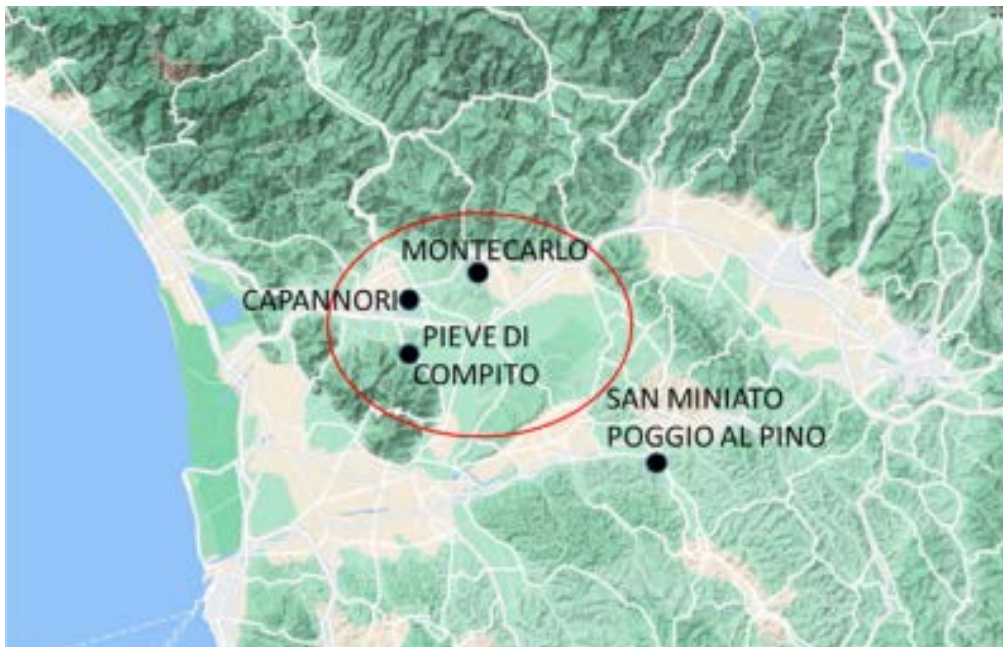 MONTECARLO
CAPANNORI
PIEVE DI
COMPITO
SAN MINIATO
POGGIO AL PINO